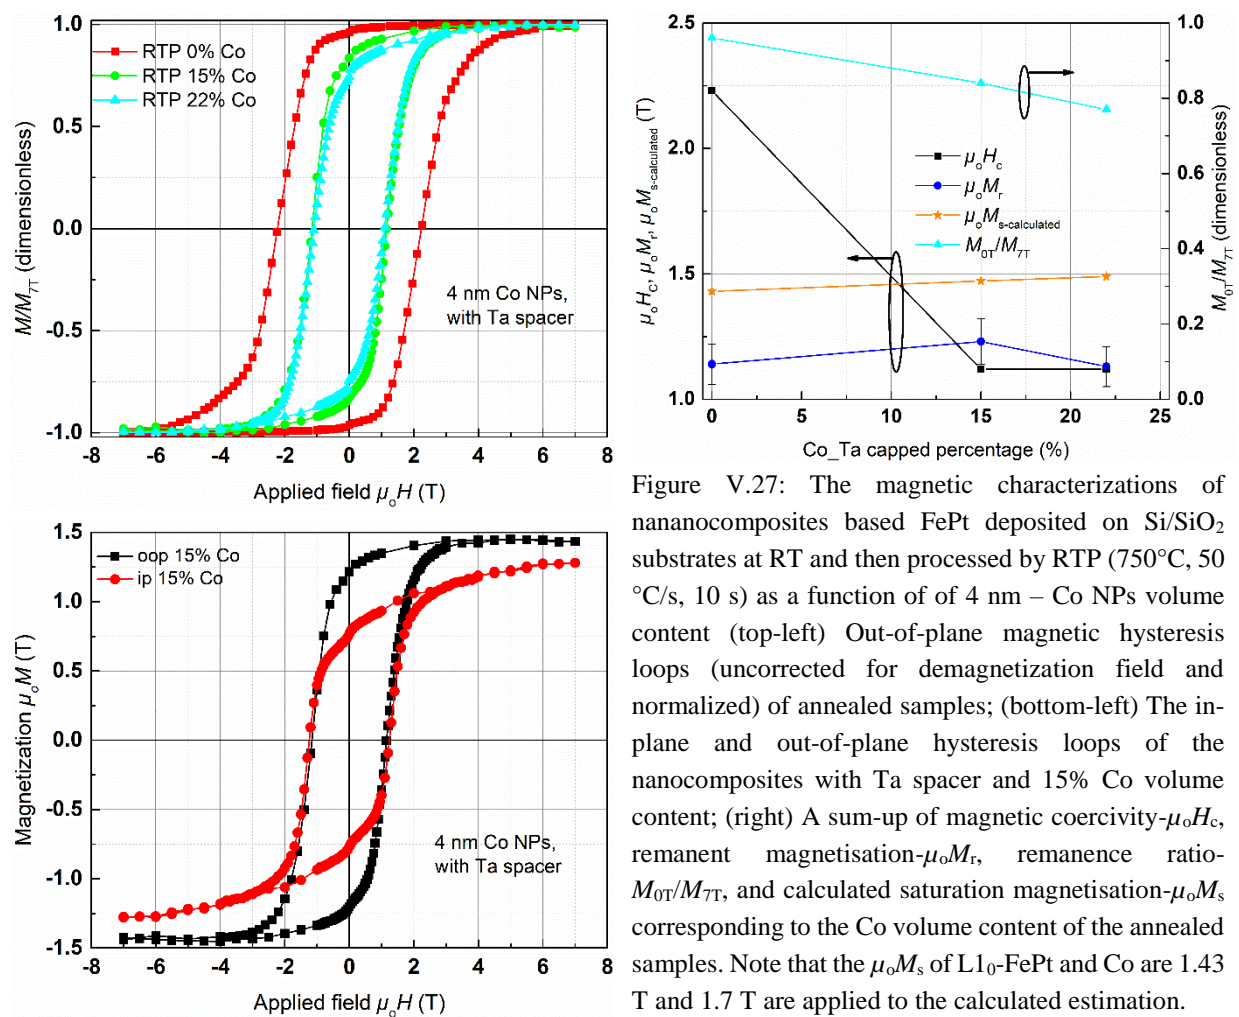 1.0
0.5
0.0
-0.5
-1.0
M/M7T (dimensionless)
RTP 0% Co
RTP 15% Co
RTP 22% Co
4 nm Co NPs,
with Ta spacer
-8 -6 -4 -2 0 2 4 6 8
Applied field μoH (T)
2.5
2.0
1.5
1.0
μoHC, μoMr, μoMs-calculated (T)
μoHc
μoMr
μoMs-calculated
M0T/M7T
1.0
0.8
0.6
0.4
0.2
0.0
M0T/M7T (dimensionless)
0 5 10 15 20 25
Co_Ta capped percentage (%)
1.5
1.0
0.5
0.0
-0.5
-1.0
-1.5
Magnetization μoM (T)
oop 15% Co
ip 15% Co
4 nm Co NPs,
with Ta spacer
-8 -6 -4 -2 0 2 4 6 8
Applied field μoH (T)
Figure V.27: The magnetic characterizations of
nananocomposites based FePt deposited on Si/SiO2
substrates at RT and then processed by RTP (750°C, 50
°C/s, 10 s) as a function of of 4 nm – Co NPs volume
content (top-left) Out-of-plane magnetic hysteresis
loops (uncorrected for demagnetization field and
normalized) of annealed samples; (bottom-left) The in-
plane and out-of-plane hysteresis loops of the
nanocomposites with Ta spacer and 15% Co volume
content; (right) A sum-up of magnetic coercivity-μoHc,
remanent magnetisation-μoMr, remanence ratio-
M0T/M7T, and calculated saturation magnetisation-μoMs
corresponding to the Co volume content of the annealed
samples. Note that the μoMs of L10-FePt and Co are 1.43
T and 1.7 T are applied to the calculated estimation.